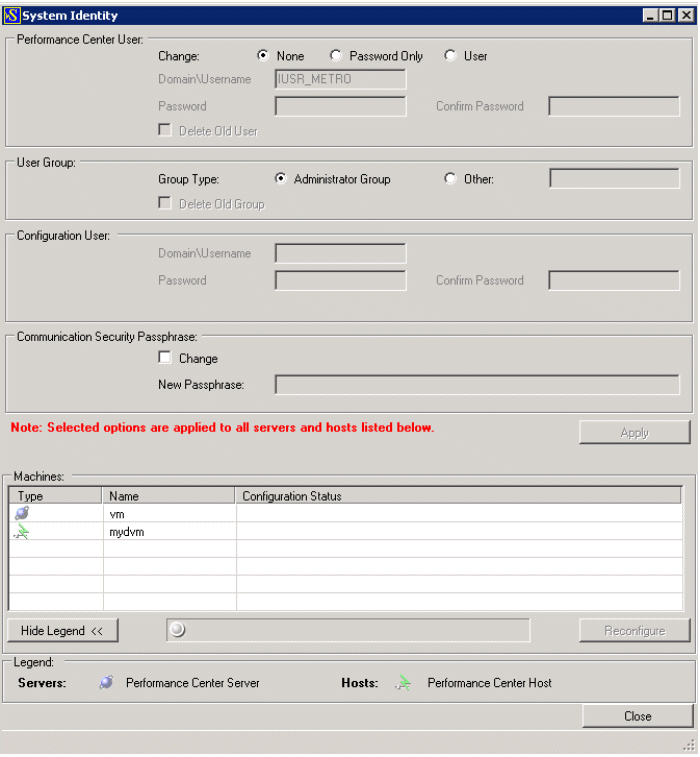 System Identity
Performance Center User:
Change: None Password Only User
Domain\Username IUSR_METRO
Password Confirm Password
Delete Old User
User Group:
Group Type: Administrator Group Other:
Delete Old Group
Configuration User:
Domain\Username
Password Confirm Password
Communication Security Passphrase:
Change
New Passphrase:
Note: Selected options are applied to all servers and hosts listed below.
Apply
Machines:
Type Name Configuration Status
vm
mydvm
Hide Legend << Reconfigure
Legend:
Servers: Performance Center Server Hosts: Performance Center Host
Close